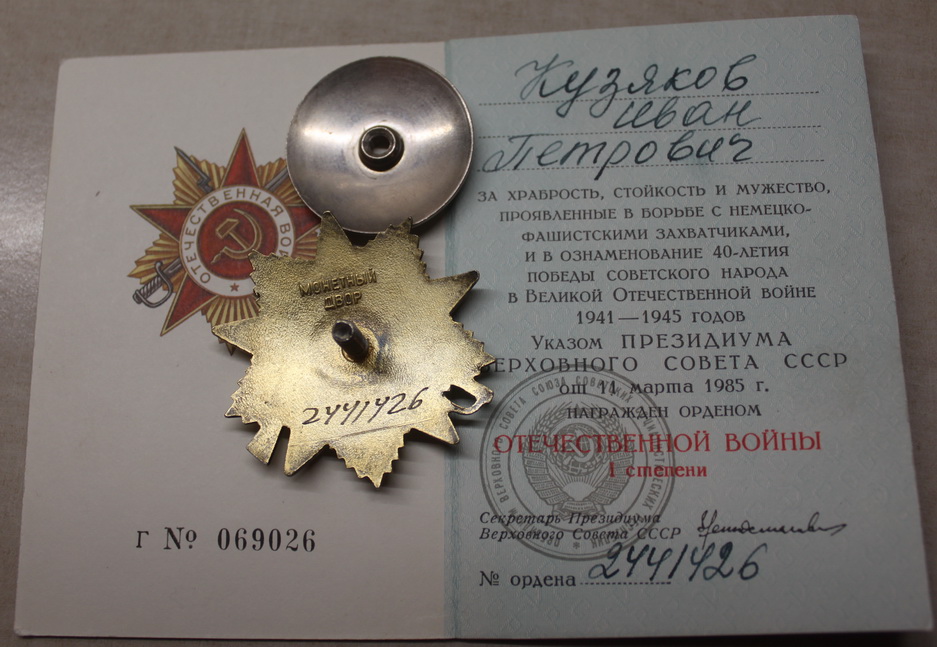 ОТЕЧЕСТВЕННАЯ ВОЙ
МОНЕТНЫЙ
ДВОР
2441426
г № 069026
Кузяков
Иван
Петрович
ЗА ХРАБРОСТЬ, СТОЙКОСТЬ И МУЖЕСТВО,
ПРОЯВЛЕННЫЕ В БОРЬБЕ С НЕМЕЦКО-
ФАШИСТСКИМИ ЗАХВАТЧИКАМИ,
И В ОЗНАМЕНОВАНИЕ 40-ЛЕТИЯ
ПОБЕДЫ СОВЕТСКОГО НАРОДА
В ВЕЛИКОЙ ОТЕЧЕСТВЕННОЙ ВОЙНЕ
1941—1945 ГОДОВ
УКАЗОМ ПРЕЗИДИУМА
ВЕРХОВНОГО СОВЕТА СССР
от 11 марта 1985 г.
НАГРАЖДЕН ОРДЕНОМ
ОТЕЧЕСТВЕННОЙ ВОЙНЫ
I степени
Секретарь Президиума
Верховного Совета СССР
№ ордена 2441426